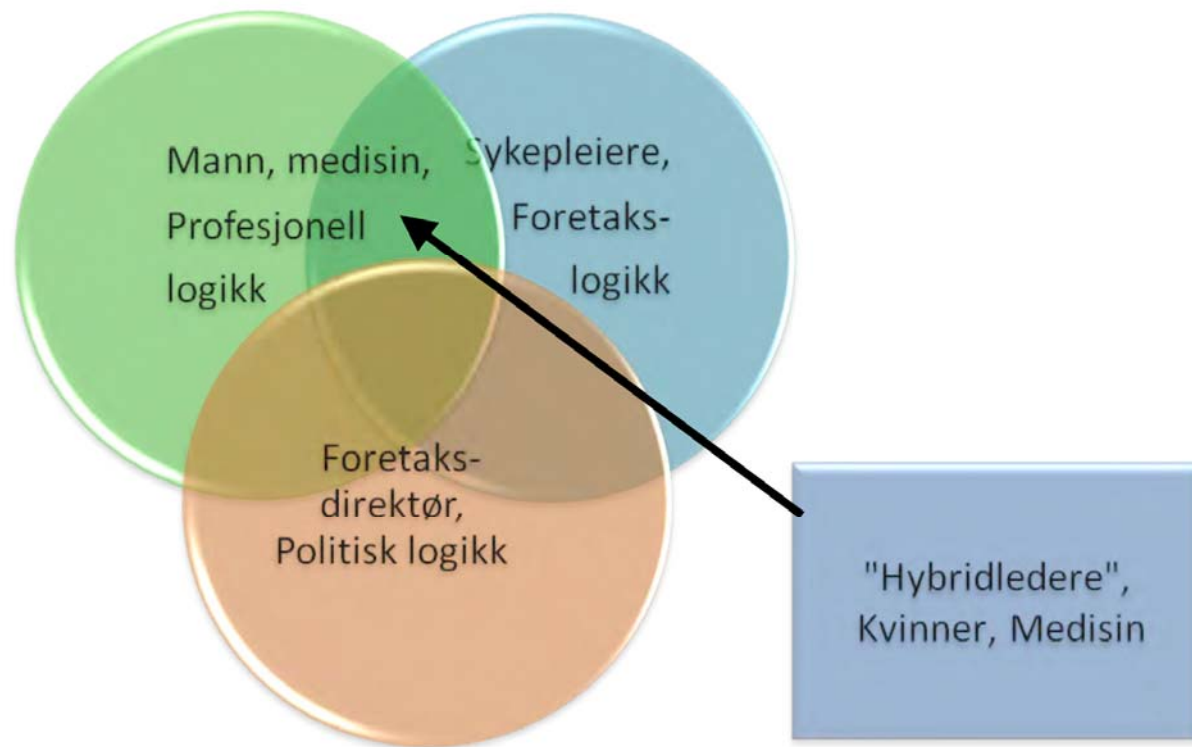 Mann, medisin,
Profesjonell
logikk
Sykepleiere,
Foretaks-
logikk
Foretaks-
direktør,
Politisk logikk
"Hybridledere",
Kvinner, Medisin